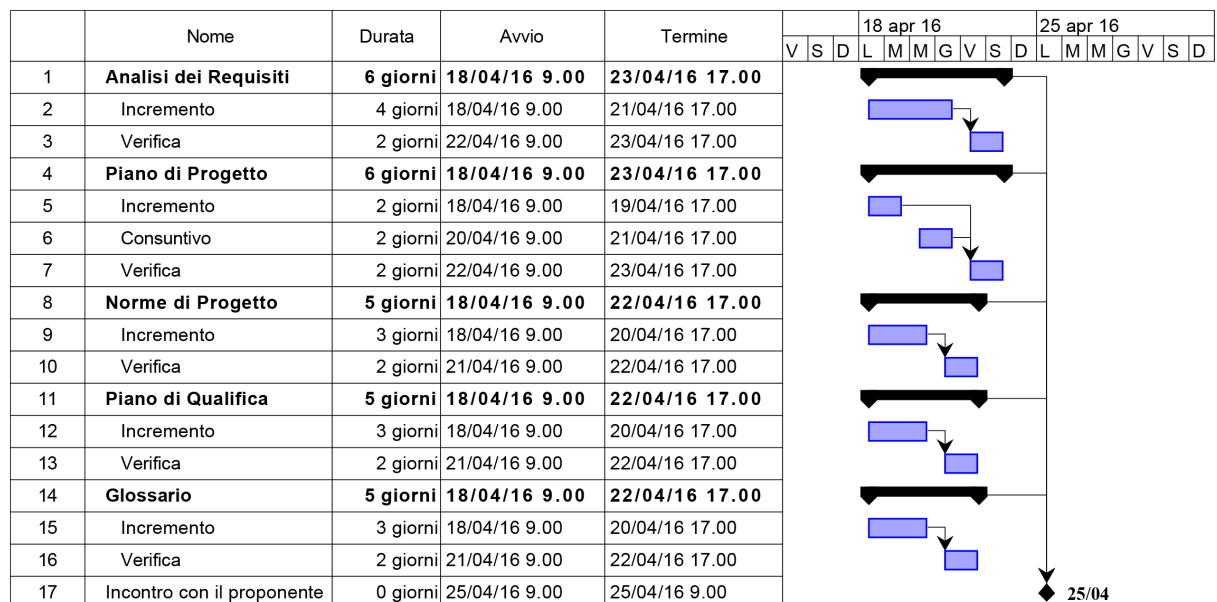 Nome Durata Avvio Termine 18 apr 16 25 apr 16
V S D L M M G V S D L M M G V S D
1 Analisi dei Requisiti 6 giorni 18/04/16 9.00 23/04/16 17.00
2 Incremento 4 giorni 18/04/16 9.00 21/04/16 17.00
3 Verifica 2 giorni 22/04/16 9.00 23/04/16 17.00
4 Piano di Progetto 6 giorni 18/04/16 9.00 23/04/16 17.00
5 Incremento 2 giorni 18/04/16 9.00 19/04/16 17.00
6 Consuntivo 2 giorni 20/04/16 9.00 21/04/16 17.00
7 Verifica 2 giorni 22/04/16 9.00 23/04/16 17.00
8 Norme di Progetto 5 giorni 18/04/16 9.00 22/04/16 17.00
9 Incremento 3 giorni 18/04/16 9.00 20/04/16 17.00
10 Verifica 2 giorni 21/04/16 9.00 22/04/16 17.00
11 Piano di Qualifica 5 giorni 18/04/16 9.00 22/04/16 17.00
12 Incremento 3 giorni 18/04/16 9.00 20/04/16 17.00
13 Verifica 2 giorni 21/04/16 9.00 22/04/16 17.00
14 Glossario 5 giorni 18/04/16 9.00 22/04/16 17.00
15 Incremento 3 giorni 18/04/16 9.00 20/04/16 17.00
16 Verifica 2 giorni 21/04/16 9.00 22/04/16 17.00
17 Incontro con il proponente 0 giorni 25/04/16 9.00 25/04/16 9.00 25/04